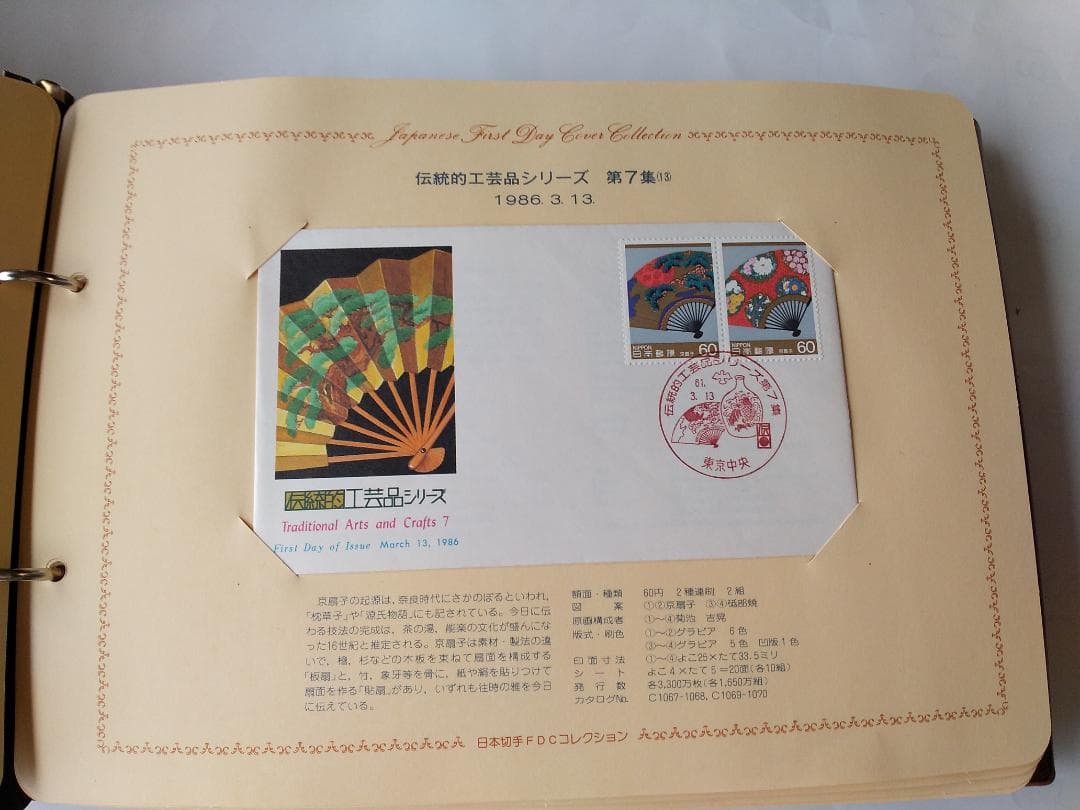 Japanese First Day Cover Collection
伝統的工芸品シリーズ 第7集(13)
1986. 3. 13.
NIPPON
日本郵便 京扇子 60
NIPPON
日本郵便 京扇子 60
伝統的工芸品シリーズ第7集
61.
3. 13
東京中央
伝統的工芸品シリーズ
Traditional Arts and Crafts 7
First Day of Issue March 13, 1986
京扇子の起源は、奈良時代にさかのぼるといわれ、
「枕草子」や「源氏物語」にも記されている。今日に伝
わる技法の完成は、茶の湯、能楽の文化が盛んにな
った16世紀と推定される。京扇子は素材・製法の違
いで、檜、杉などの木板を束ねて扇面を構成する
「板扇」と、竹、象牙等を骨に、紙や絹を貼りつけて
扇面を作る「貼扇」があり、いずれも往時の雅を今日
に伝えている。
額面・種類 60円 2種連刷 2組
図案 ①②京扇子 ③④砥部焼
原画構成者 ①~④菊池 吉晃
版式・刷色 ①~②グラビア 6色
③~④グラビア 5色 凹版1色
印面寸法 ①~④よこ25×たて33.5ミリ
シート よこ4×たて5=20面(各10組)
発行数 各3,300万枚(各1,650万組)
カタログNo. C1067-1068, C1069-1070
日本切手FDCコレクション